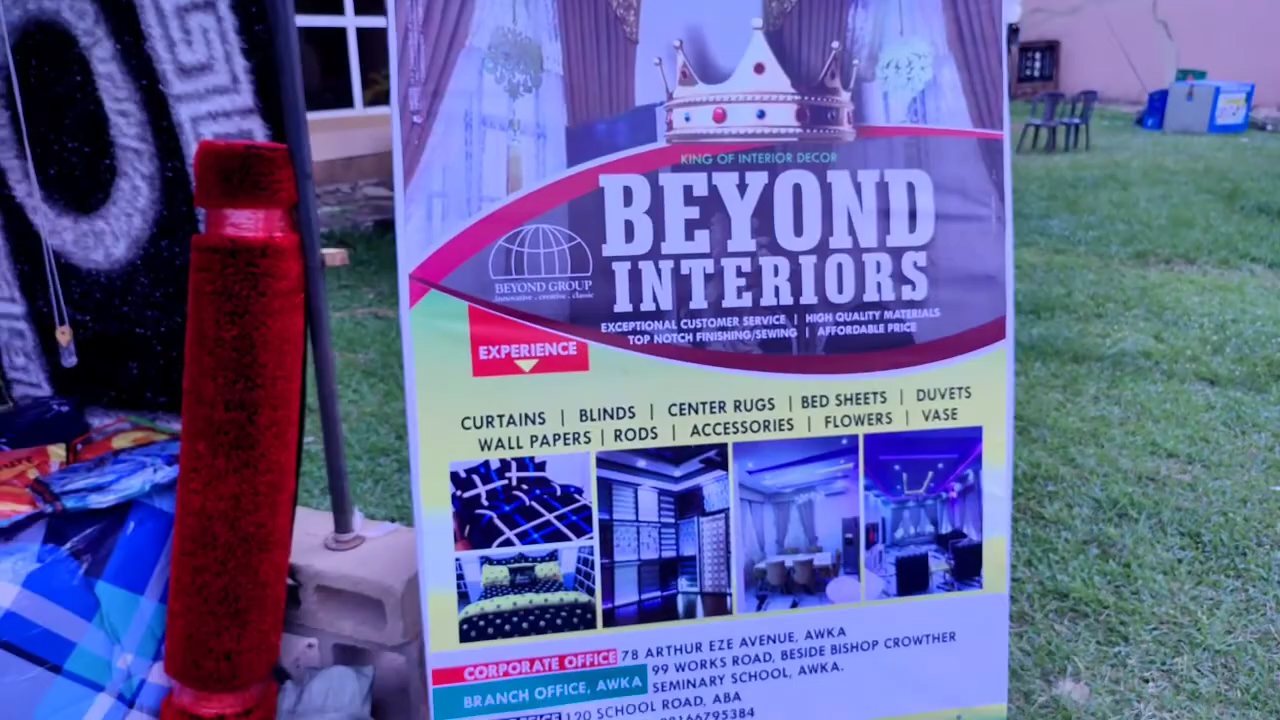 KING OF INTERIOR DECOR
BEYOND
INTERIORS
BEYOND GROUP
innovative . creative . classic
EXCEPTIONAL CUSTOMER SERVICE | HIGH QUALITY MATERIALS
TOP NOTCH FINISHING/SEWING | AFFORDABLE PRICE
EXPERIENCE
CURTAINS | BLINDS | CENTER RUGS | BED SHEETS | DUVETS
WALL PAPERS | RODS | ACCESSORIES | FLOWERS | VASE
CORPORATE OFFICE 78 ARTHUR EZE AVENUE, AWKA
BRANCH OFFICE, AWKA 99 WORKS ROAD, BESIDE BISHOP CROWTHER
SEMINARY SCHOOL, AWKA.
120 SCHOOL ROAD, ABA